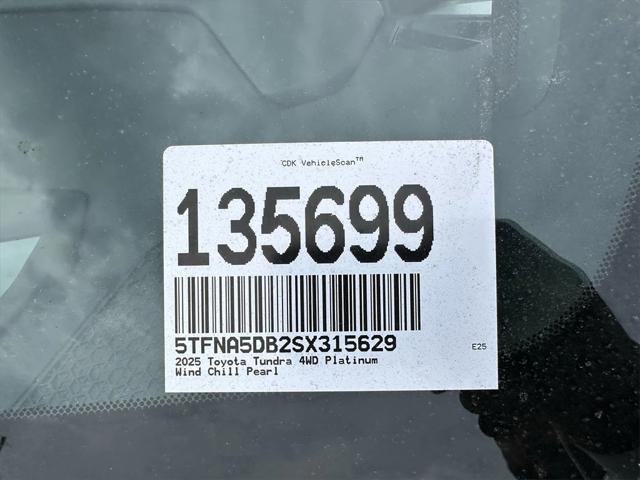 CDK VehicleScan™
135699
5TFNA5DB2SX315629
E25
2025 Toyota Tundra 4WD Platinum
Wind Chill Pearl